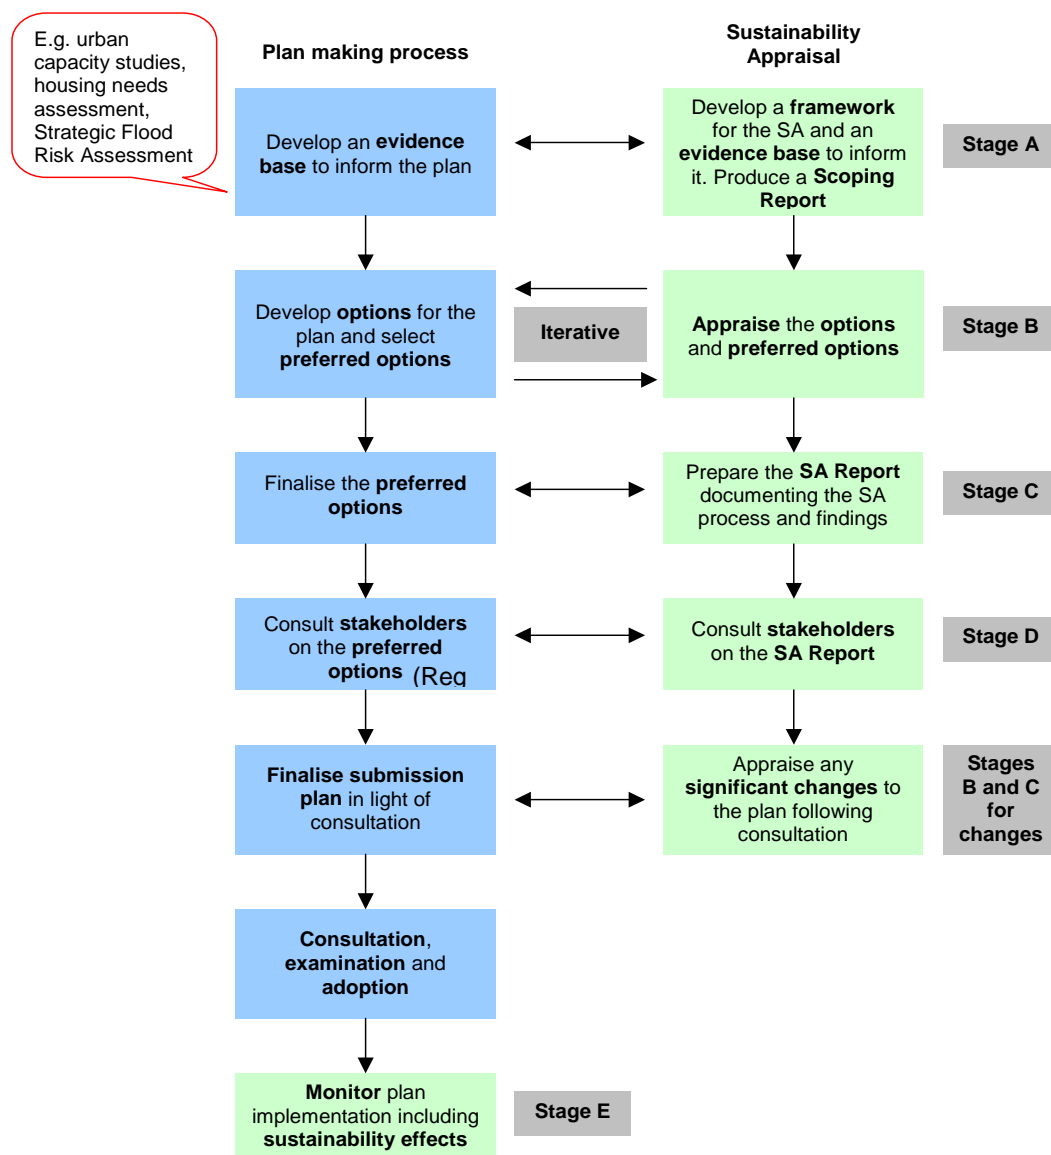 E.g. urban
capacity studies,
housing needs
assessment,
Strategic Flood
Risk Assessment
Plan making process
Sustainability
Appraisal
Develop an evidence
base to inform the plan
Develop a framework
for the SA and an
evidence base to inform
it. Produce a Scoping
Report
Stage A
Develop options for the
plan and select
preferred options
Iterative
Appraise the options
and preferred options
Stage B
Finalise the preferred
options
Prepare the SA Report
documenting the SA
process and findings
Stage C
Consult stakeholders
on the preferred
options (Reg
Consult stakeholders
on the SA Report
Stage D
Finalise submission
plan in light of
consultation
Appraise any
significant changes to
the plan following
consultation
Stages
B and C
for
changes
Consultation,
examination and
adoption
Monitor plan
implementation including
sustainability effects
Stage E